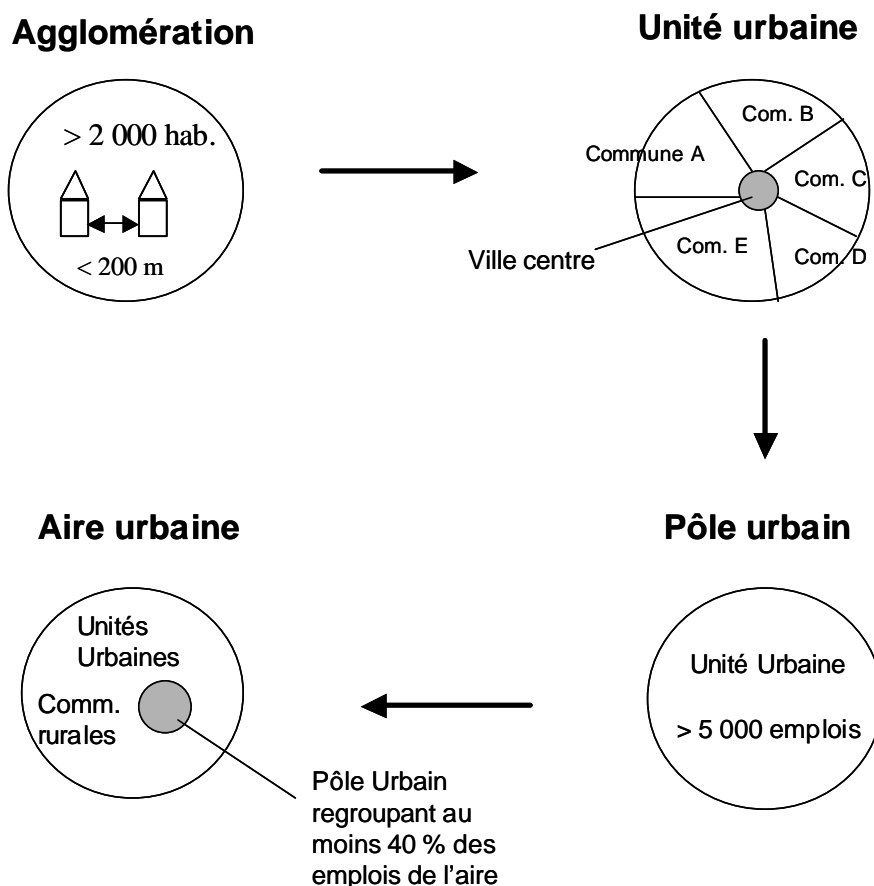 Agglomération
> 2 000 hab.
< 200 m
Unité urbaine
Com. B
Commune A
Com. C
Com. E
Com. D
Ville centre
Aire urbaine
Unités
Urbaines
Comm.
rurales
Pôle Urbain
regroupant au
moins 40 % des
emplois de l'aire
Pôle urbain
Unité Urbaine
> 5 000 emplois